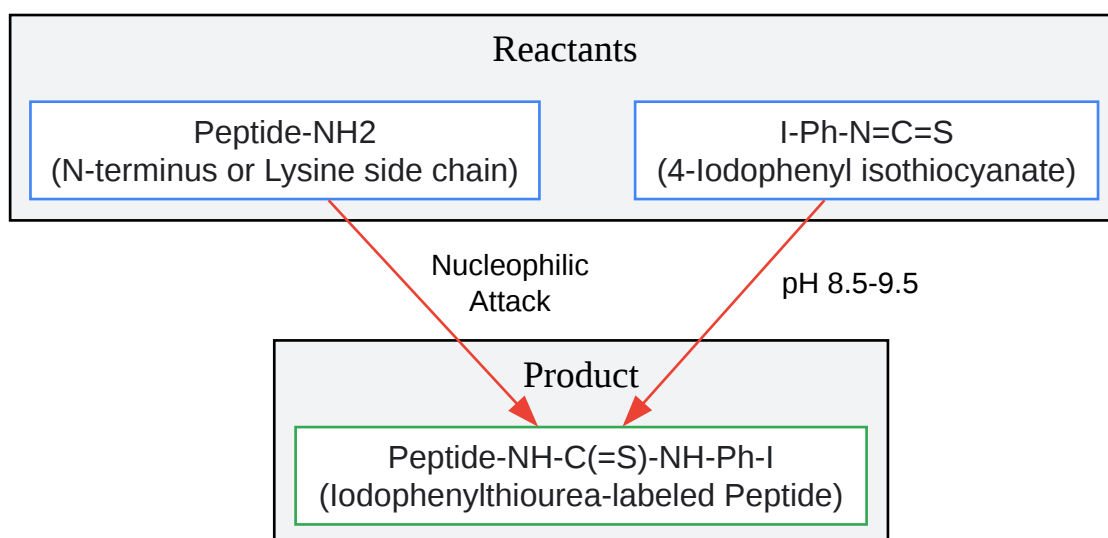 Reactants
Peptide-NH2
(N-terminus or Lysine side chain)
I-Ph-N=C=S
(4-Iodophenyl isothiocyanate)
Nucleophilic
Attack
pH 8.5-9.5
Product
Peptide-NH-C(=S)-NH-Ph-I
(Iodophenylthiourea-labeled Peptide)